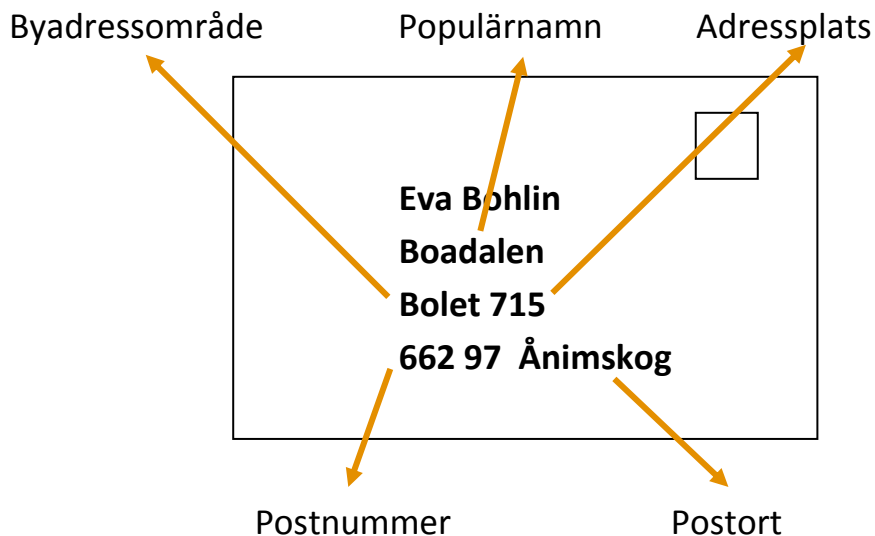 Byadressområde Populärnamn Adressplats
Eva Bohlin
Boadalen
Bolet 715
662 97 Ånimskog
Postnummer Postort